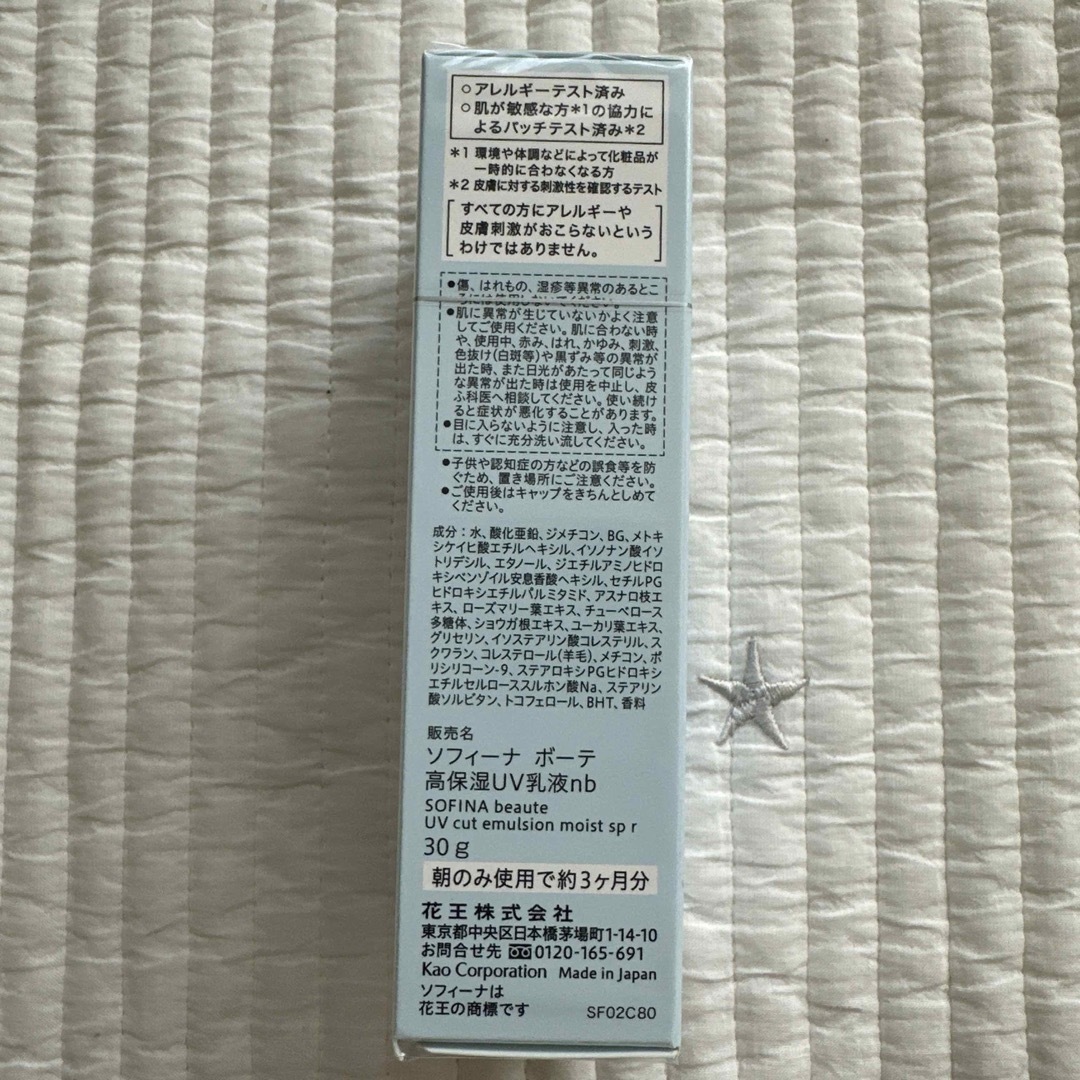 ○アレルギーテスト済み
○肌が敏感な方*1の協力に
よるパッチテスト済み*2
*1 環境や体調などによって化粧品が
一時的に合わなくなる方
*2 皮膚に対する刺激性を確認するテスト
すべての方にアレルギーや
皮膚刺激がおこらないという
わけではありません。
●傷、はれもの、湿疹等異常のあるとこ
ろには使用しないでください。
●肌に異常が生じていないかよく注意
してご使用ください。肌に合わない時
や、使用中、赤み、はれ、かゆみ、刺激、
色抜け(白斑等)や黒ずみ等の異常が
出た時、また日光があたって同じよう
な異常が出た時は使用を中止し、皮
ふ科医へ相談してください。使い続け
ると症状が悪化することがあります。
●目に入らないように注意し、入った時
は、すぐに充分洗い流してください。
●子供や認知症の方などの誤食等を防
ぐため、置き場所にご注意ください。
●ご使用後はキャップをきちんとしめて
ください。
成分：水、酸化亜鉛、ジメチコン、BG、メトキ
シケイヒ酸エチルヘキシル、イソノナン酸イソ
トリデシル、エタノール、ジエチルアミノヒドロ
キシベンゾイル安息香酸ヘキシル、セチルPG
ヒドロキシエチルパルミタミド、アスナロ枝エ
キス、ローズマリー葉エキス、チューベロース
多糖体、ショウガ根エキス、ユーカリ葉エキス、
グリセリン、イソステアリン酸コレステリル、ス
クワラン、コレステロール(羊毛)、メチコン、ポ
リシリコーン-9、ステアロキシPGヒドロキシ
エチルセルローススルホン酸Na、ステアリン
酸ソルビタン、トコフェロール、BHT、香料
販売名
ソフィーナ ボーテ
高保湿UV乳液nb
SOFINA beaute
UV cut emulsion moist sp r
30g
朝のみ使用で約3ヶ月分
花王株式会社
東京都中央区日本橋茅場町1-14-10
お問合せ先 0120-165-691
Kao Corporation Made in Japan
ソフィーナは
花王の商標です
SF02C80